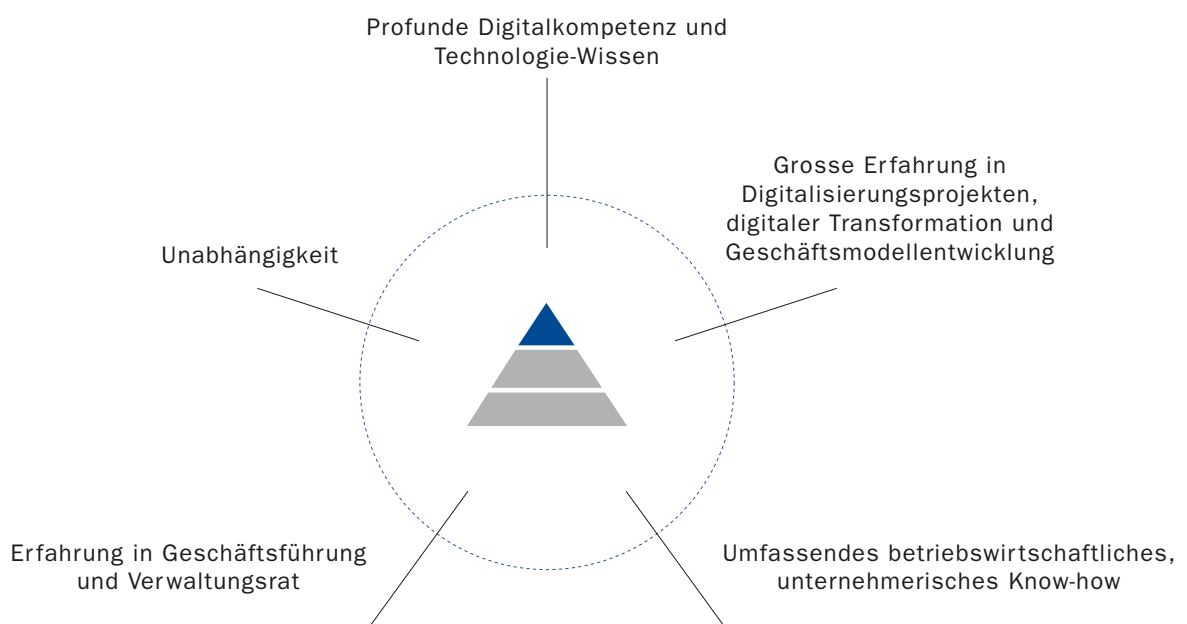 Profunde Digitalkompetenz und
Technologie-Wissen
Grosse Erfahrung in
Digitalisierungsprojekten,
digitaler Transformation und
Geschäftsmodellentwicklung
Unabhängigkeit
Erfahrung in Geschäftsführung
und Verwaltungsrat
Umfassendes betriebswirtschaftliches,
unternehmerisches Know-how